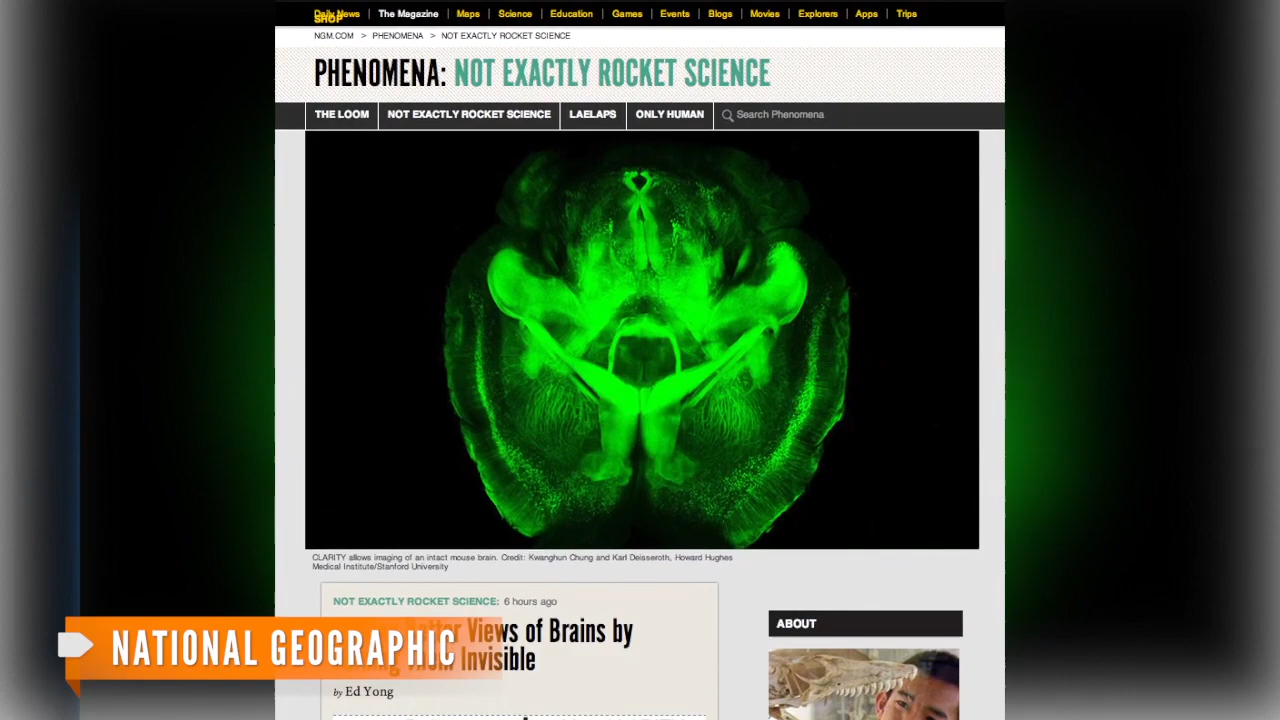 Daily News | The Magazine | Maps | Science | Education | Games | Events | Blogs | Movies | Explorers | Apps | Trips
SHOP
NGM.COM > PHENOMENA > NOT EXACTLY ROCKET SCIENCE
PHENOMENA: NOT EXACTLY ROCKET SCIENCE
THE LOOM NOT EXACTLY ROCKET SCIENCE LAELAPS ONLY HUMAN Search Phenomena
CLARITY allows imaging of an intact mouse brain. Credit: Kwanghun Chung and Karl Deisseroth, Howard Hughes
Medical Institute/Stanford University
NOT EXACTLY ROCKET SCIENCE: 6 hours ago
Views of Brains by
Invisible
by Ed Yong
NATIONAL GEOGRAPHIC
ABOUT